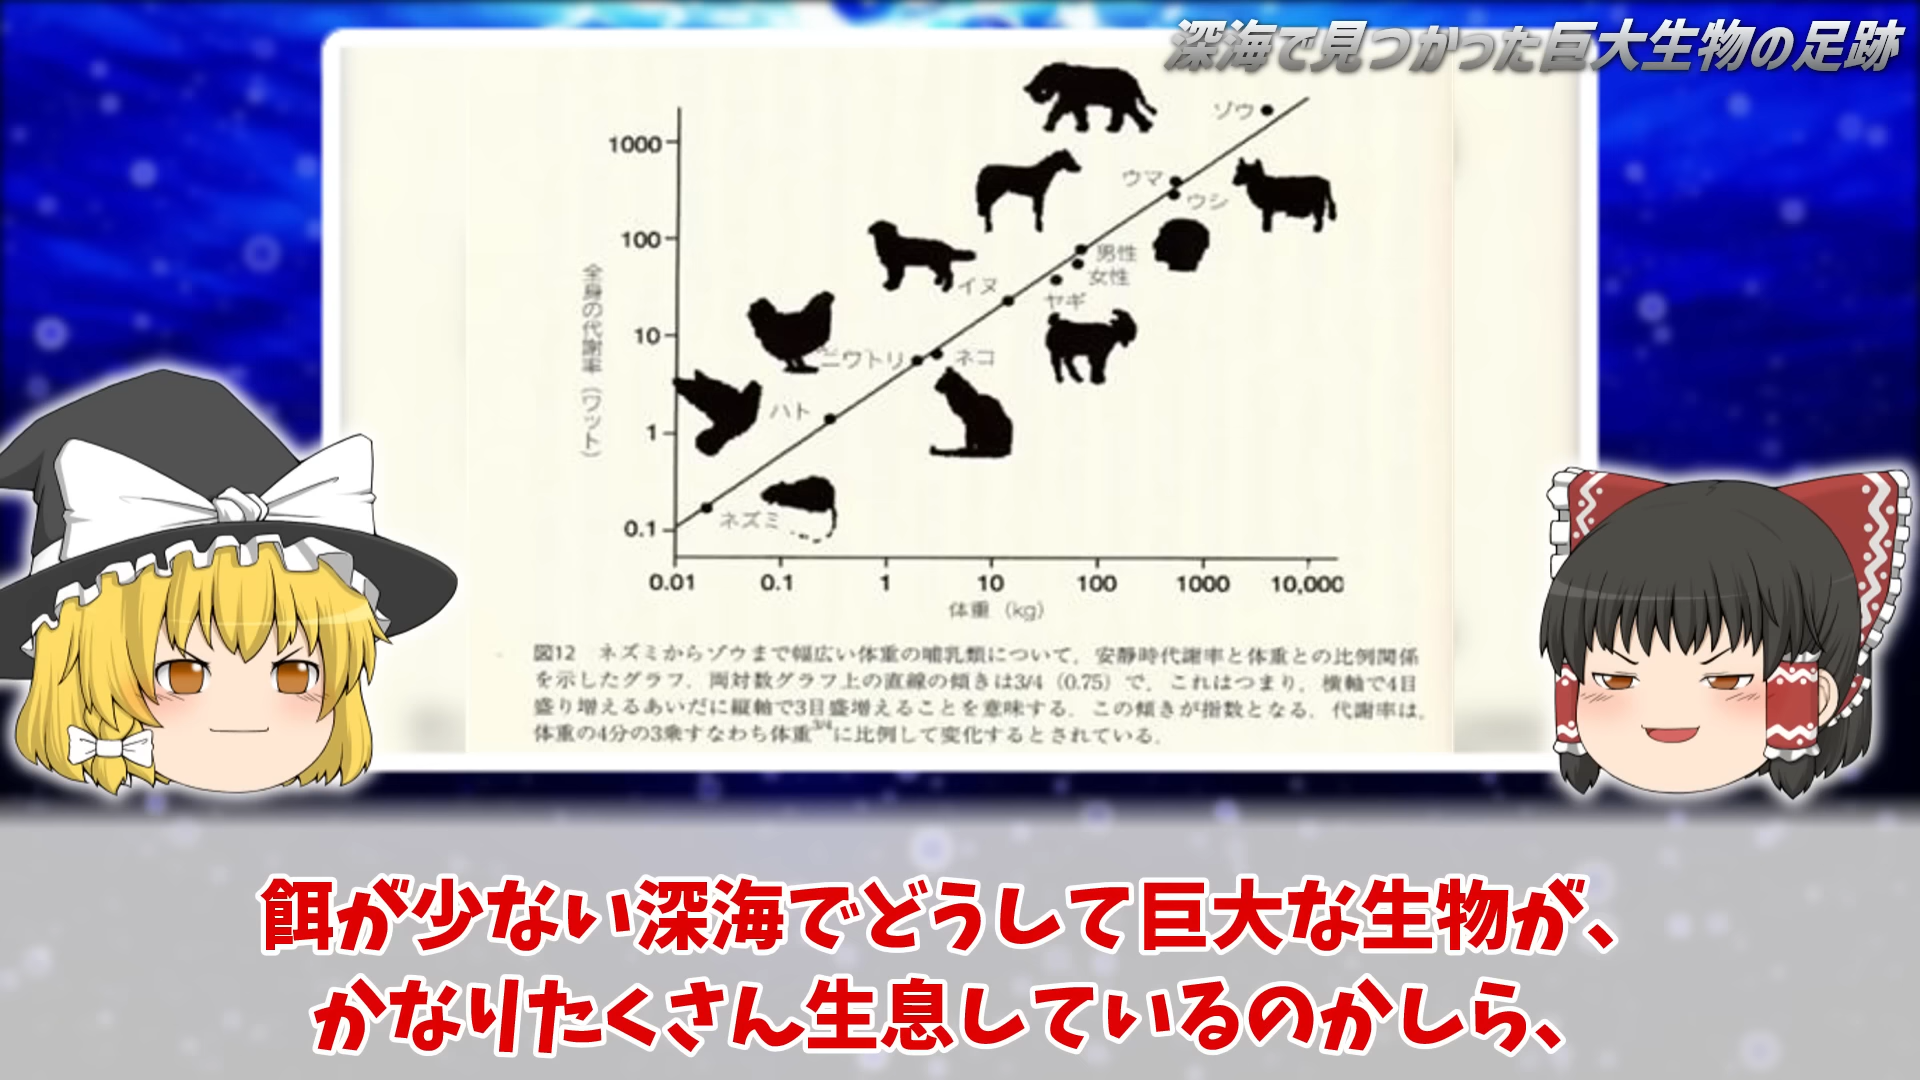 深海で見つかった巨大生物の足跡
1000
100
10
1
0.1
全身の代謝率(ワット)
ゾウ
ウマ
ウシ
男性
女性
イヌ
ヤギ
ニワトリ
ネコ
ハト
ネズミ
0.01
0.1
1
10
100
1000
10,000
体重(kg)
図12 ネズミからゾウまで幅広い体重の哺乳類について,安静時代謝率と体重との比例関係
を示したグラフ.両対数グラフ上の直線の傾きは3/4(0.75)で,これはつまり,横軸で4目
盛り増えるあいだに縦軸で3目盛増えることを意味する.この傾きが指数となる.代謝率は,
体重の4分の3乗すなわち体重3/4に比例して変化するとされている.
餌が少ない深海でどうして巨大な生物が、
かなりたくさん生息しているのかしら、